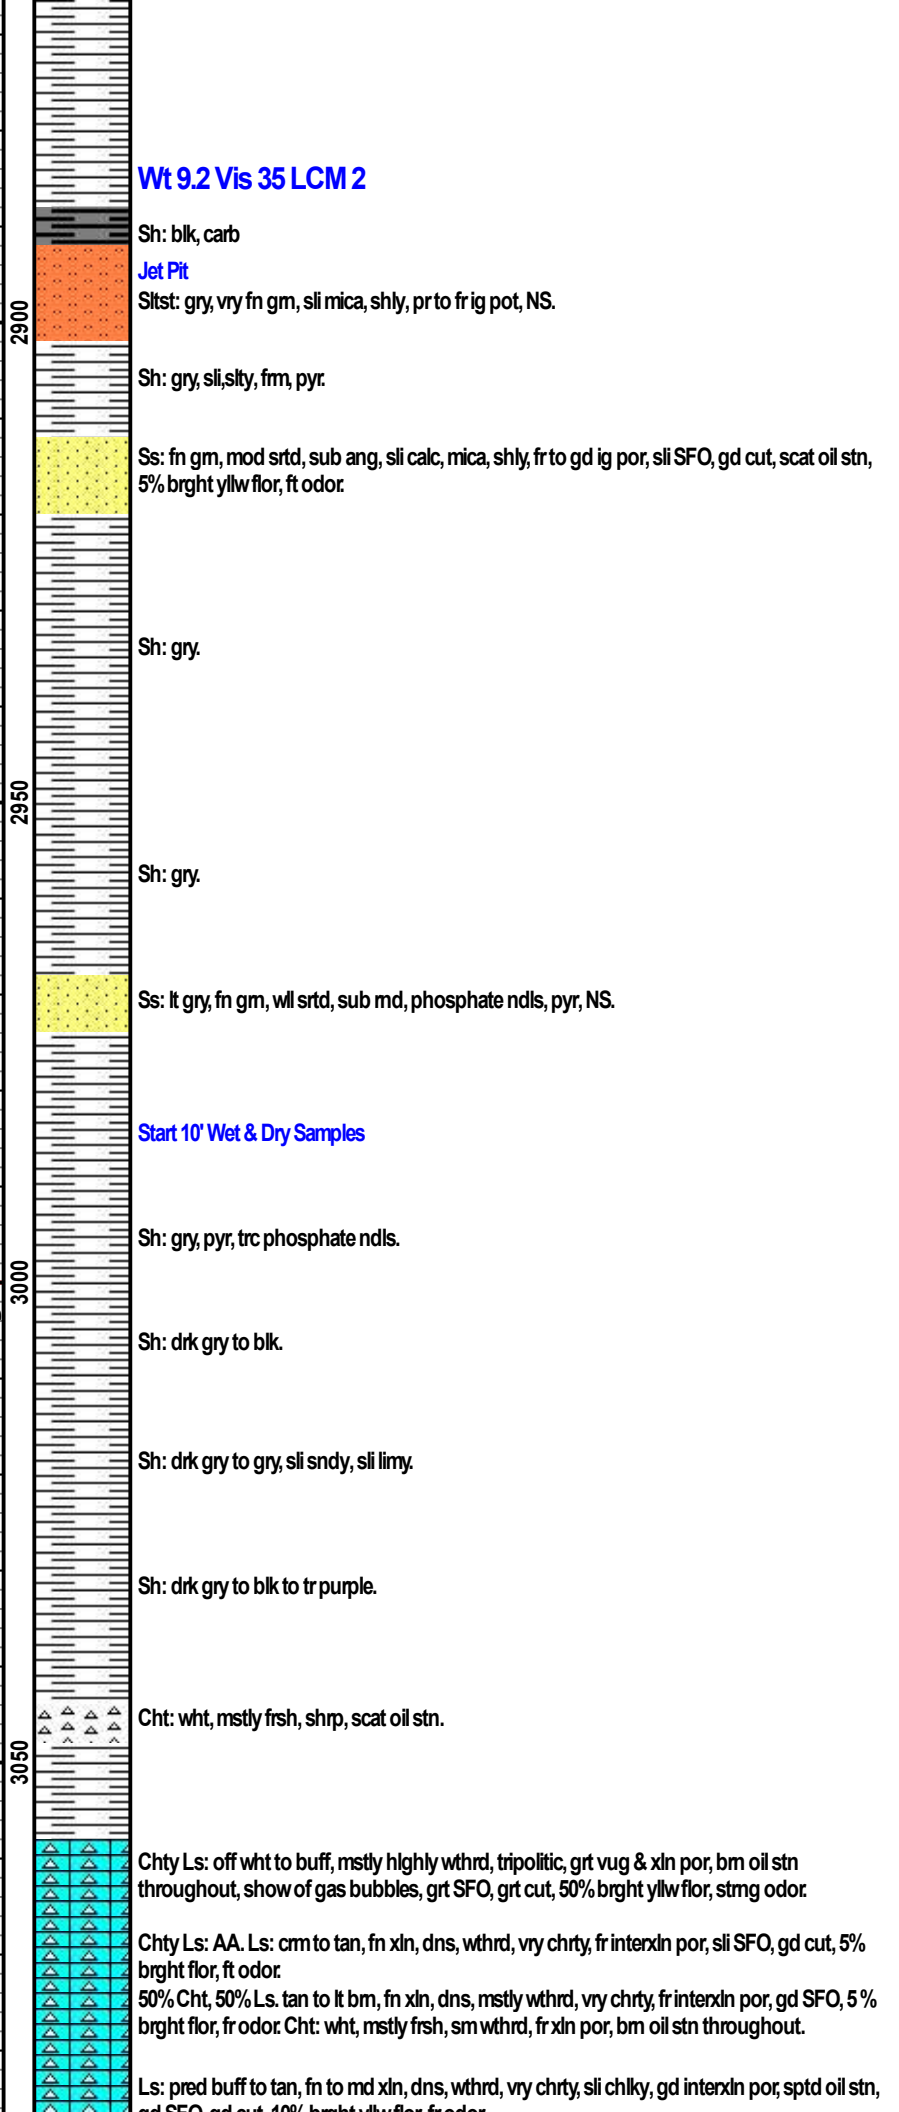 Wt 9.2 Vis 35 LCM 2
Sh: blk, carb
Jet Pit
Sltst: gry, vry fn grn, sli mica, shly, pr to fr ig pot, NS.
2900
Sh: gry, sli,slty, frm, pyr.
Ss: fn grn, mod srtd, sub ang, sli calc, mica, shly, fr to gd ig por, sli SFO, gd cut, scat oil stn,
5% brght yllw flor, ft odor.
Sh: gry.
2950
Sh: gry.
Ss: lt gry, fn grn, wll srtd, sub rnd, phosphate ndls, pyr, NS.
Start 10' Wet & Dry Samples
Sh: gry, pyr, trc phosphate ndls.
3000
Sh: drk gry to blk.
Sh: drk gry to gry, sli sndy, sli limy.
Sh: drk gry to blk to tr purple.
Cht: wht, mstly frsh, shrp, scat oil stn.
3050
Chty Ls: off wht to buff, mstly hIghly wthrd, tripolitic, grt vug & xln por, brn oil stn
throughout, show of gas bubbles, grt SFO, grt cut, 50% brght yllw flor, strng odor.
Chty Ls: AA. Ls: crm to tan, fn xln, dns, wthrd, vry chrty, fr interxln por, sli SFO, gd cut, 5%
brght flor, ft odor.
50% Cht, 50% Ls. tan to lt brn, fn xln, dns, mstly wthrd, vry chrty, fr interxln por, gd SFO, 5 %
brght flor, fr odor. Cht: wht, mstly frsh, sm wthrd, fr xln por, brn oil stn throughout.
Ls: pred buff to tan, fn to md xln, dns, wthrd, vry chrty, sli chlky, gd interxln por, sptd oil stn,
gd SFO, gd cut, 10% brght yllw flor, fr odor